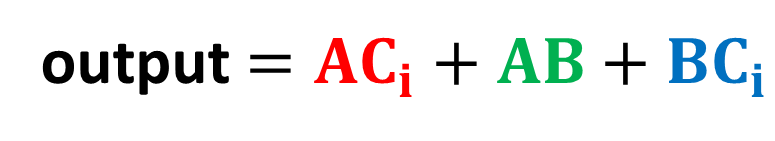 output = ACᵢ + AB + BCᵢ